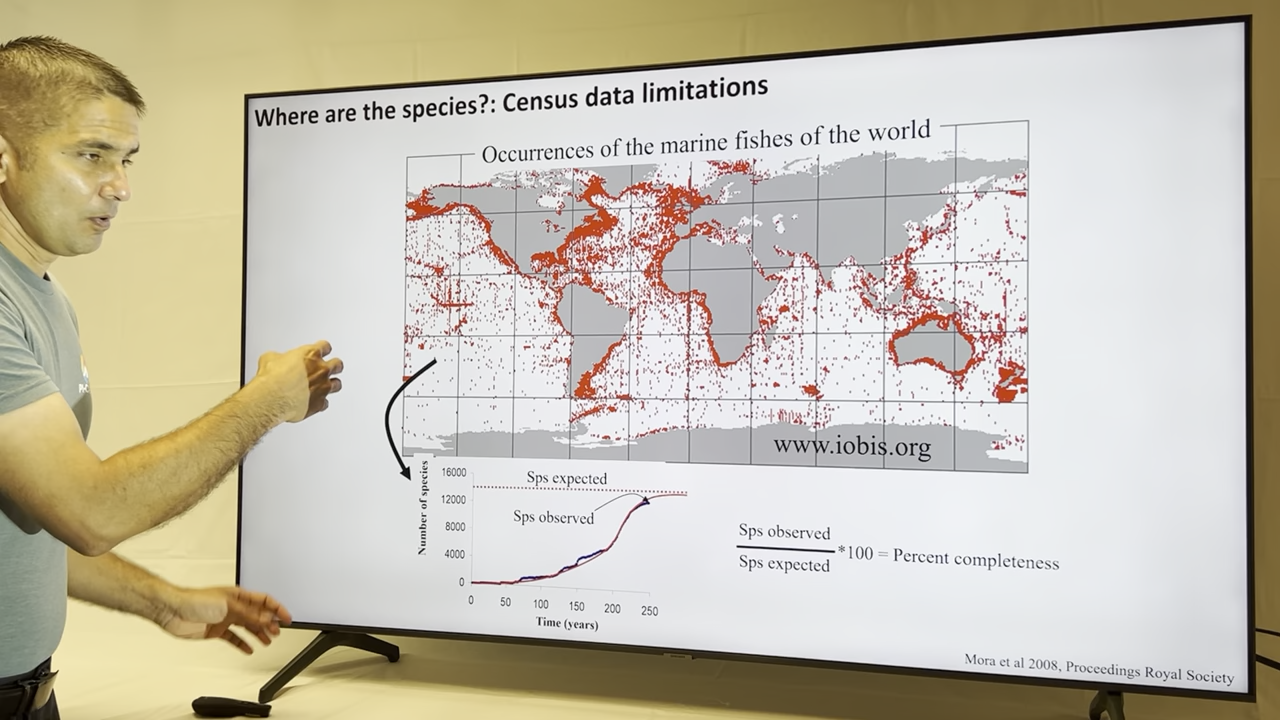 Where are the species?: Census data limitations
Occurrences of the marine fishes of the world
www.iobis.org
Number of species
16000
12000
8000
4000
0
Sps expected
Sps observed
0 50 100 150 200 250
Time (years)
Sps observed
Sps expected
*100 = Percent completeness
Mora et al 2008, Proceedings Royal Society